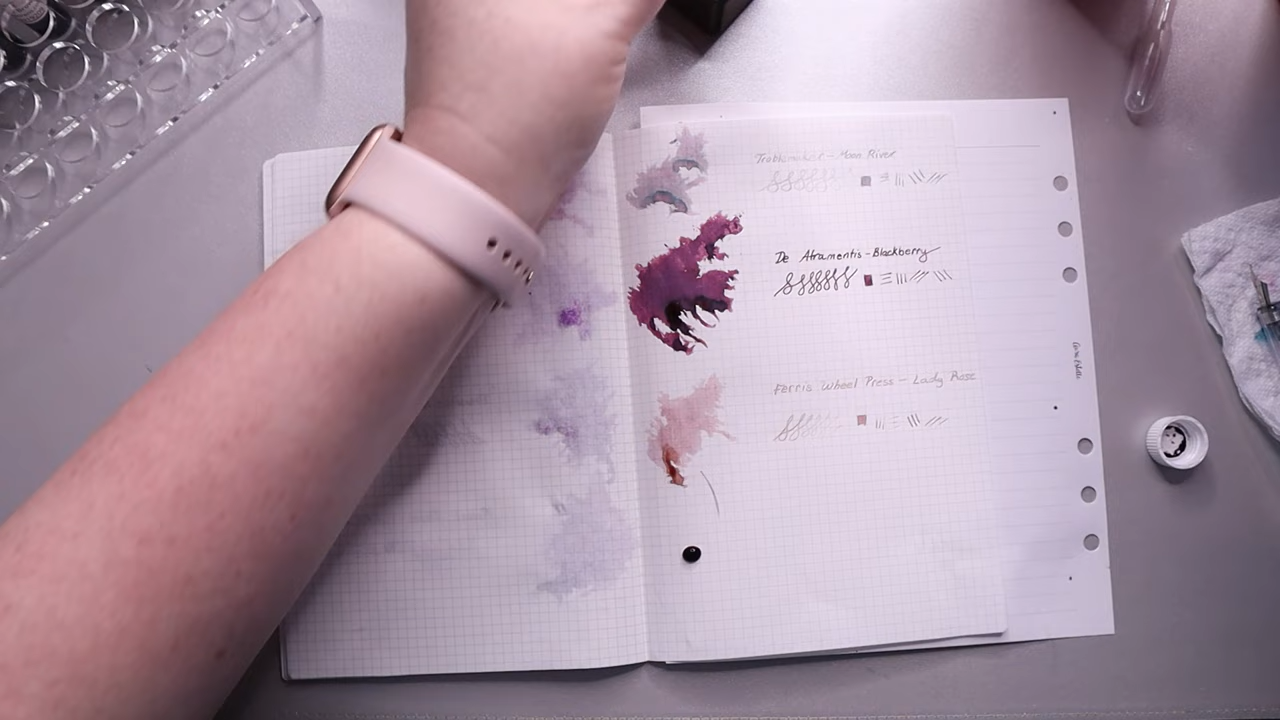 Troublemaker - Moon River
De Atramentis - Blackberry
Ferris Wheel Press - Lady Rose